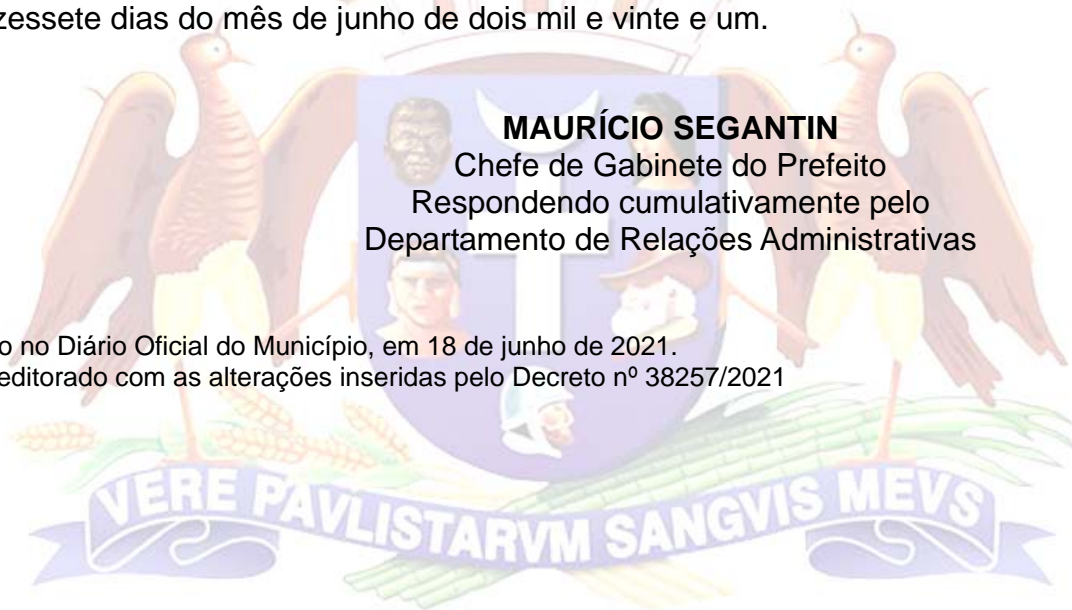 zessete dias do mês de junho de dois mil e vinte e um.
MAURÍCIO SEGANTIN
Chefe de Gabinete do Prefeito
Respondendo cumulativamente pelo
Departamento de Relações Administrativas
o no Diário Oficial do Município, em 18 de junho de 2021.
editorado com as alterações inseridas pelo Decreto nº 38257/2021
VERE PAVLISTARVM SANGVIS MEVS